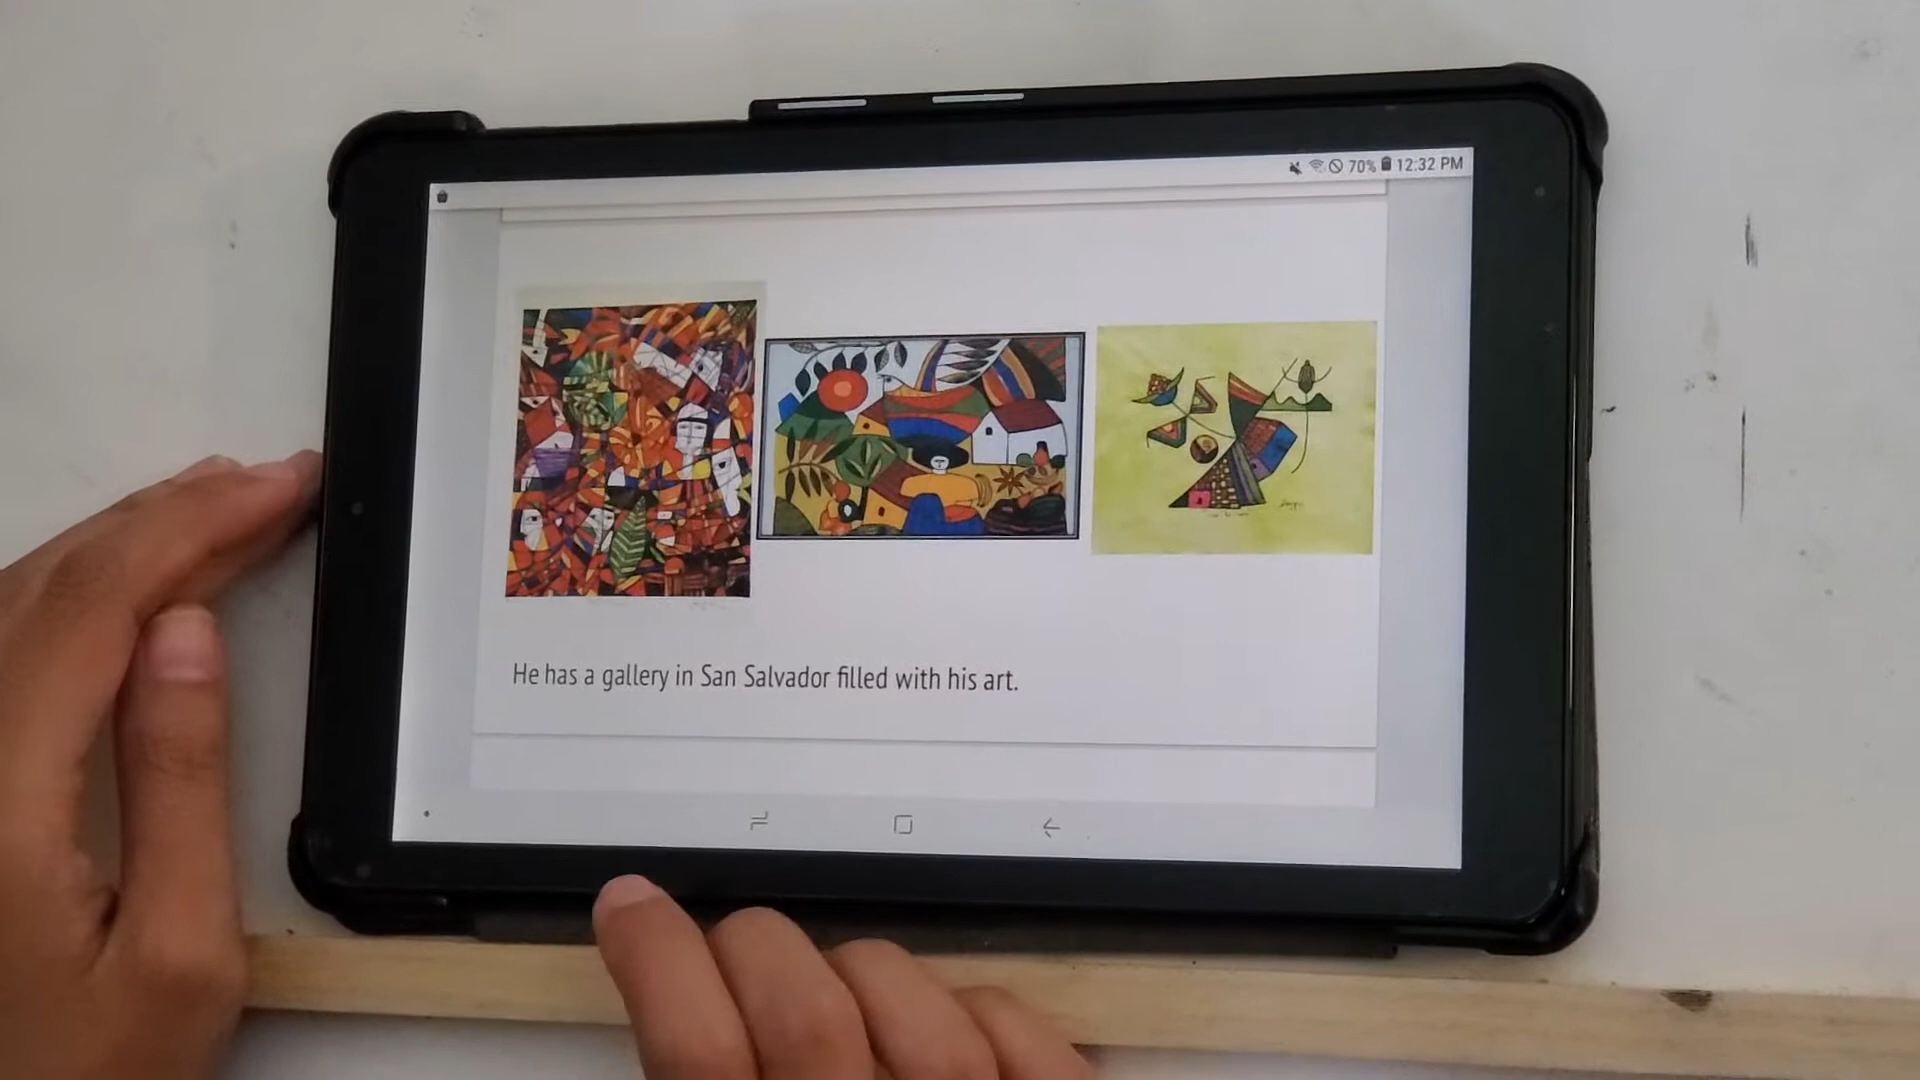 70% 12:32 PM
He has a gallery in San Salvador filled with his art.